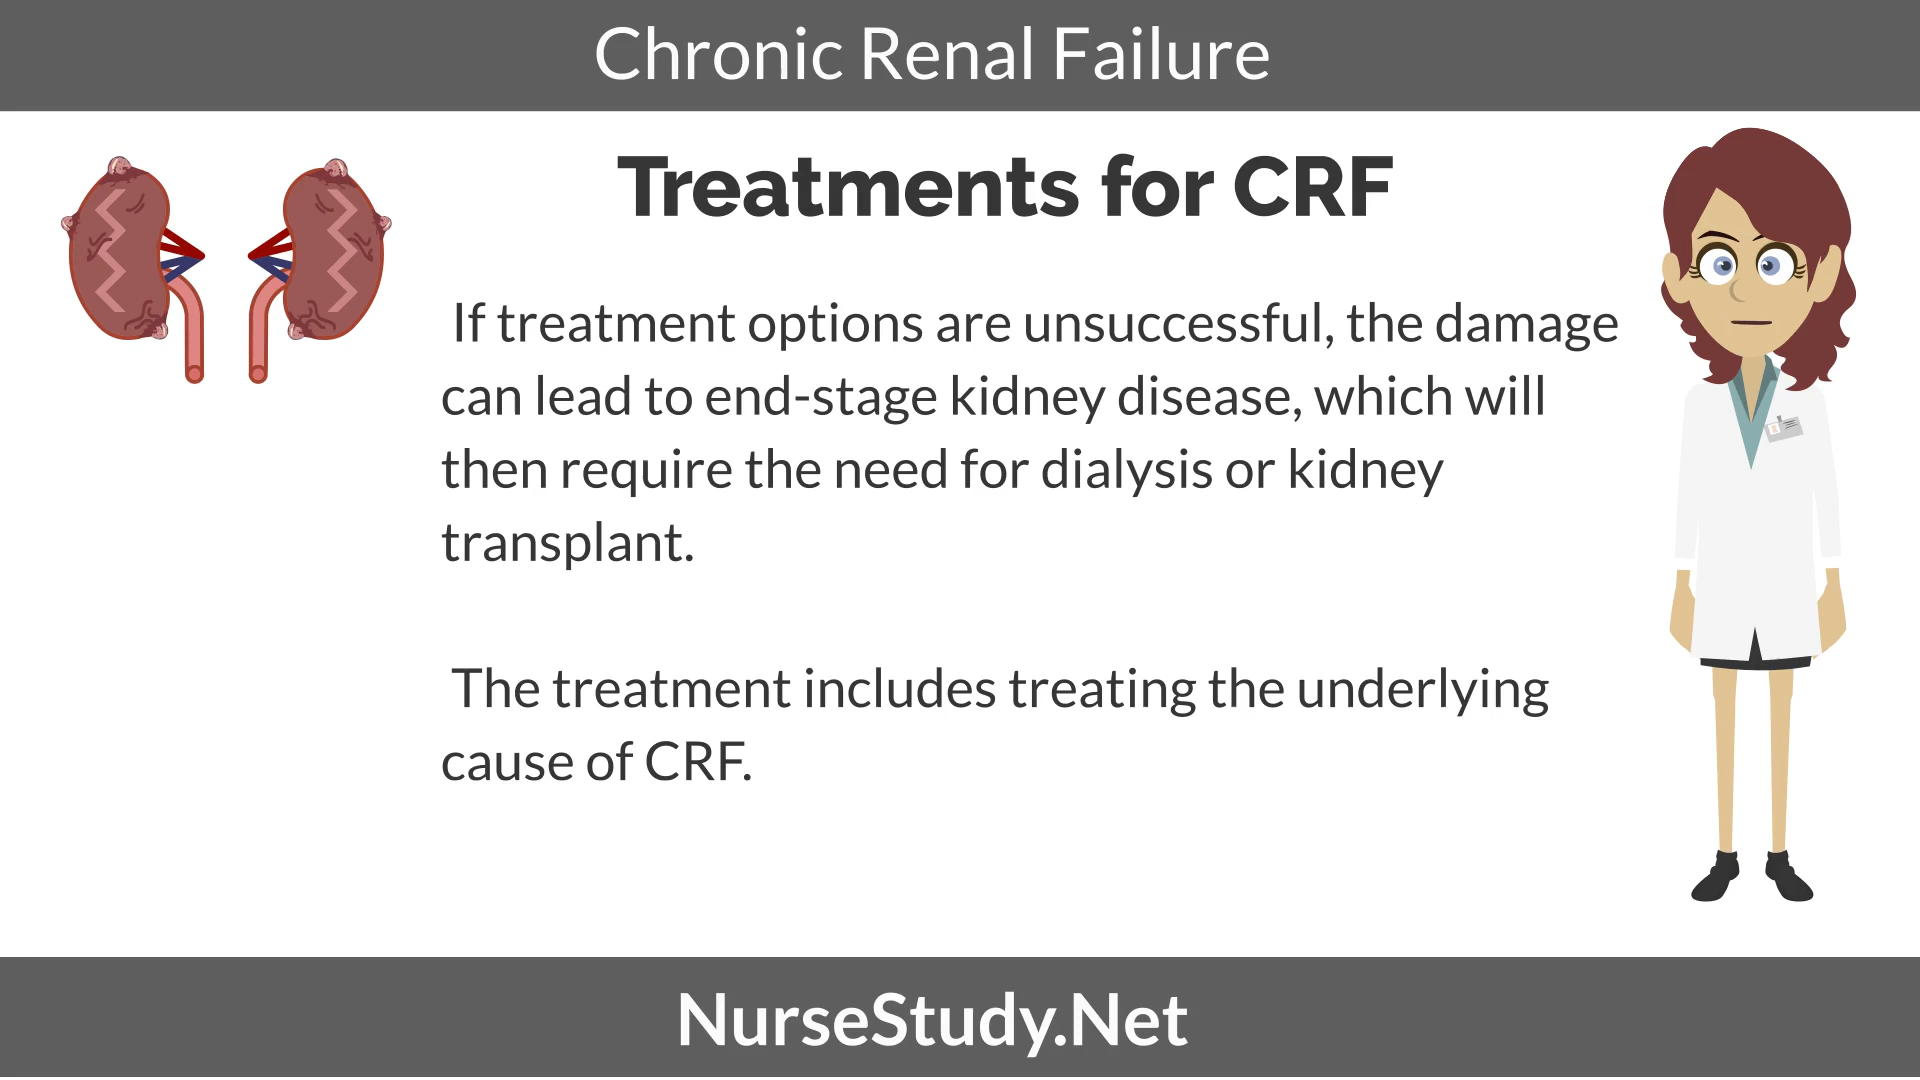 Chronic Renal Failure
Treatments for CRF
If treatment options are unsuccessful, the damage
can lead to end-stage kidney disease, which will
then require the need for dialysis or kidney
transplant.
The treatment includes treating the underlying
cause of CRF.
NurseStudy.Net